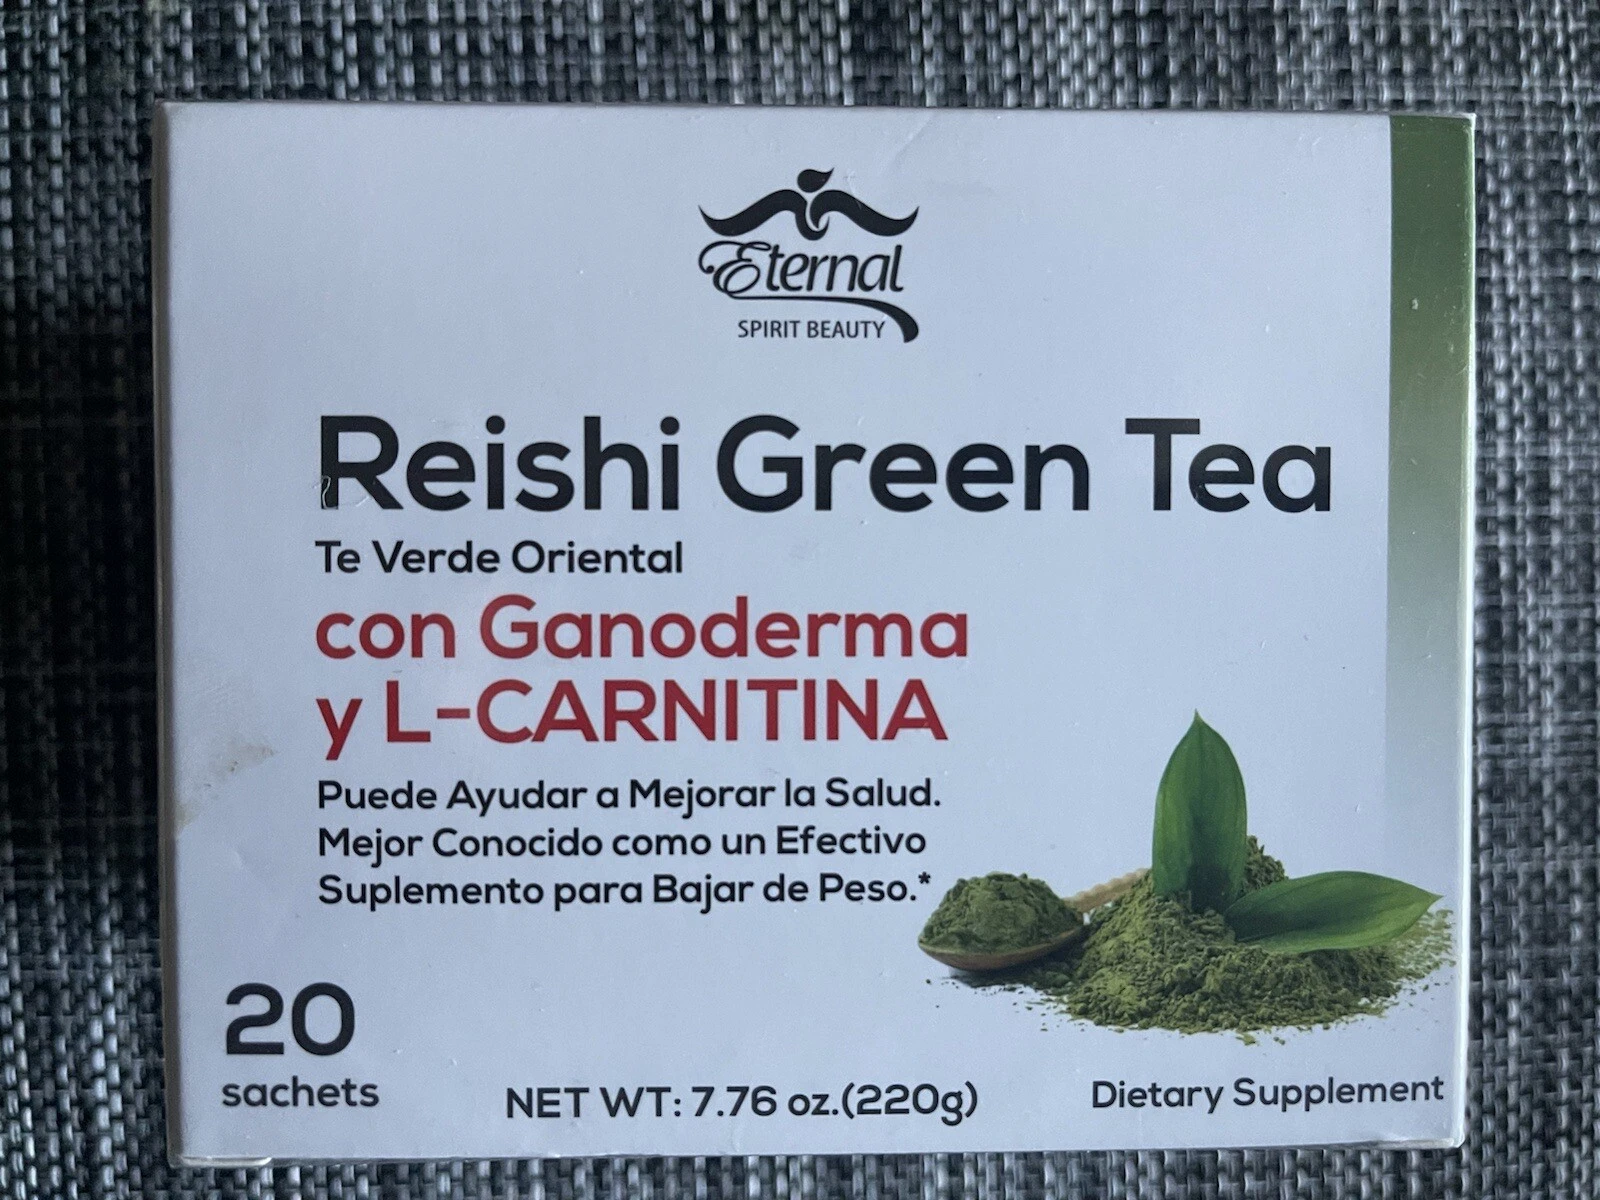 Eternal
SPIRIT BEAUTY
Reishi Green Tea
Te Verde Oriental
con Ganoderma
y L-CARNITINA
Puede Ayudar a Mejorar la Salud.
Mejor Conocido como un Efectivo
Suplemento para Bajar de Peso.*
20
sachets
NET WT: 7.76 oz.(220g)
Dietary Supplement